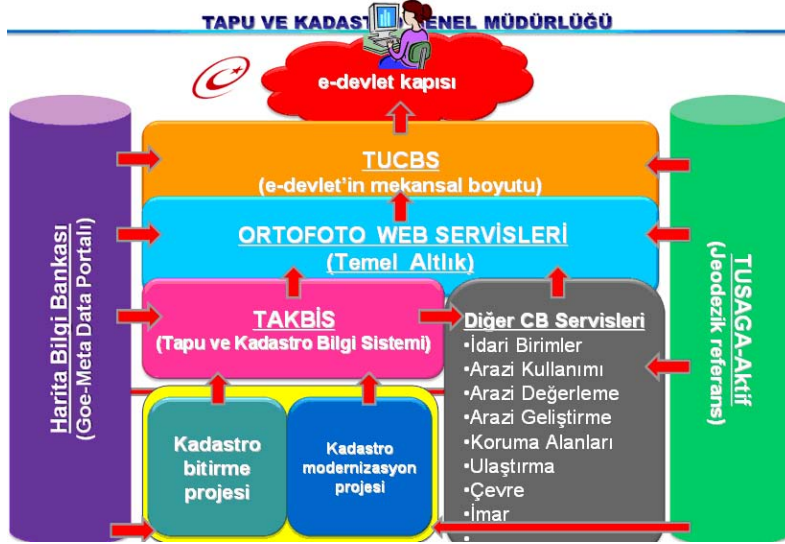 TAPU VE KADAST GENEL MÜDÜRLÜĞÜ
e-devlet kapısı
TUCBS
(e-devlet'in mekansal boyutu)
ORTOFOTO WEB SERVİSLERİ
(Temel Altlık)
TAKBİS
(Tapu ve Kadastro Bilgi Sistemi)
Diğer CB Servisleri
•İdari Birimler
•Arazi Kullanımı
•Arazi Değerleme
•Arazi Geliştirme
•Koruma Alanları
•Ulaştırma
•Çevre
•İmar
•
Kadastro
bitirme
projesi
Kadastro
modernizasyon
projesi
Harita Bilgi Bankası
(Goe-Meta Data Portalı)
TUSAGA-Aktif
(Jeodezik referans)